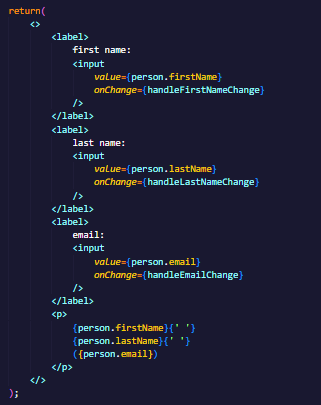 return(
    <>
        <label>
            first name:
            <input
                value={person.firstName}
                onChange={handleFirstNameChange}
            />
        </label>
        <label>
            last name:
            <input
                value={person.lastName}
                onChange={handleLastNameChange}
            />
        </label>
        <label>
            email:
            <input
                value={person.email}
                onChange={handleEmailChange}
            />
        </label>
        <p>
            {person.firstName}{' '}
            {person.lastName}{' '}
            ({person.email})
        </p>
    </>
);